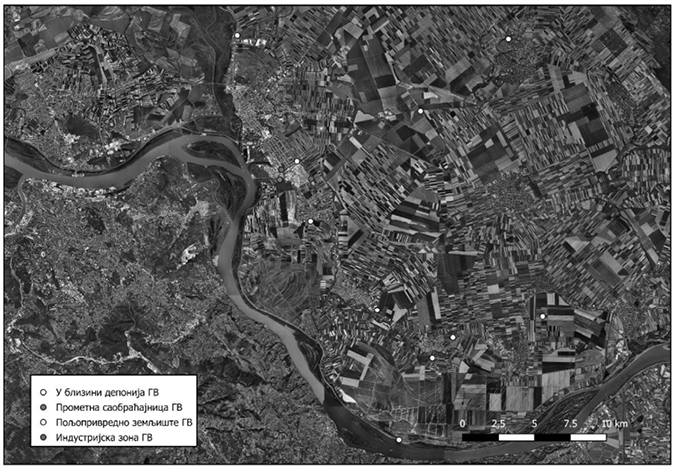 У близини депонија ГВ
Прометна саобраћајница ГВ
Пољопривредно земљиште ГВ
Индустријска зона ГВ
0 2.5 5 7.5 10 km